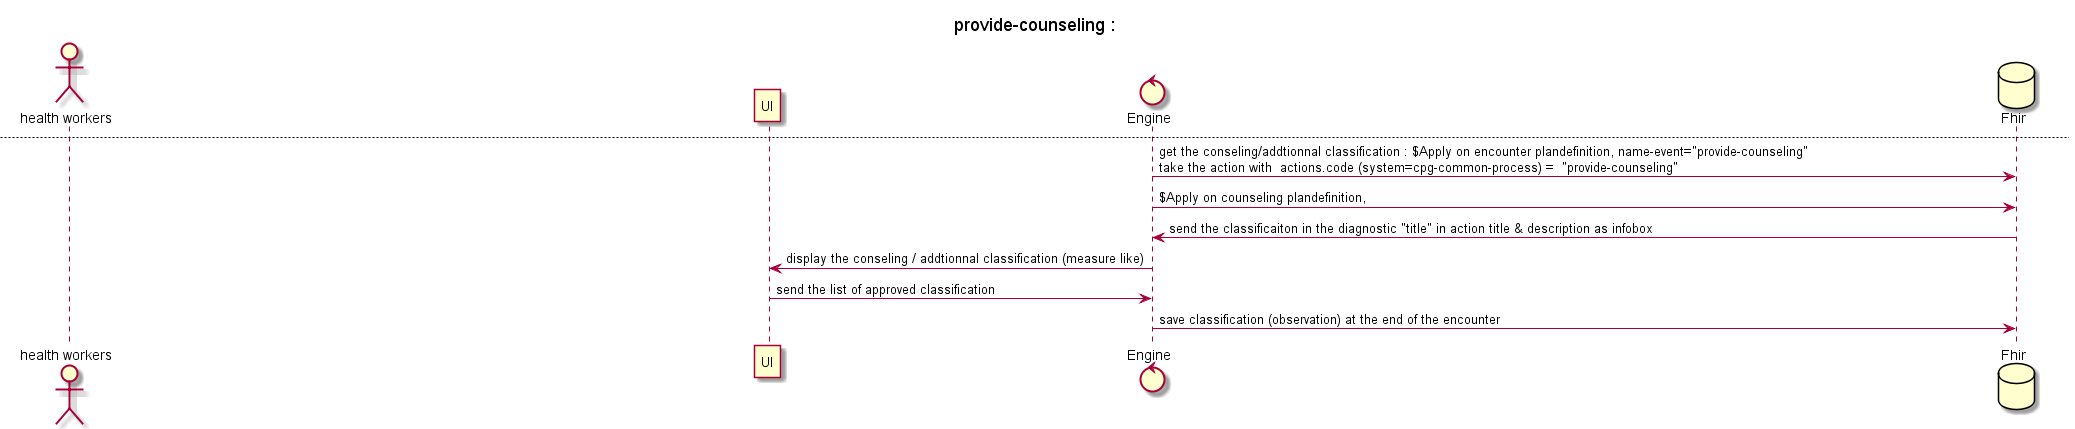 provide-counseling :
health workers
UI
Engine
Fhir
get the conseling/addtionnal classification : $Apply on encounter plandefinition, name-event="provide-counseling"
take the action with  actions.code (system=cpg-common-process) =  "provide-counseling"
$Apply on counseling plandefinition,
send the classificaiton in the diagnostic "title" in action title & description as infobox
display the conseling / addtionnal classification (measure like)
send the list of approved classification
save classification (observation) at the end of the encounter
health workers
UI
Engine
Fhir